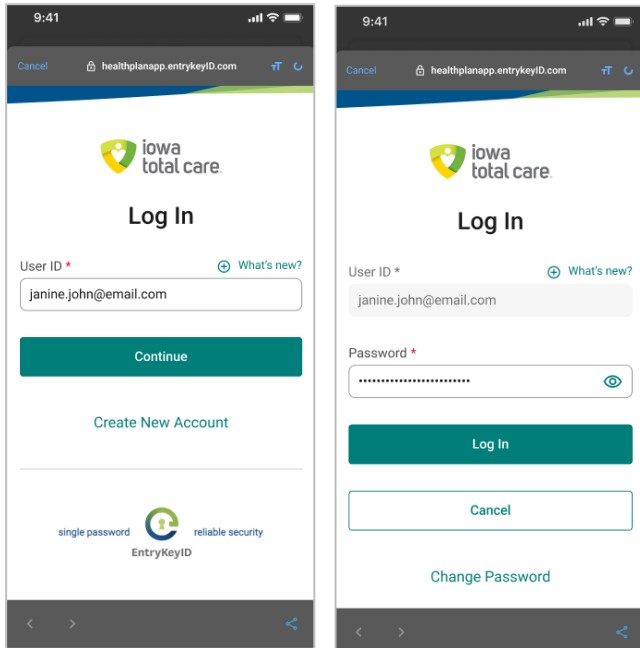 9:41
Cancel healthplanapp.entrykeyID.com TT
iowa
total care.
Log In
User ID * What's new?
janine.john@email.com
Continue
Create New Account
single password reliable security
EntryKeyID
9:41
Cancel healthplanapp.entrykeyID.com TT
iowa
total care.
Log In
User ID * What's new?
janine.john@email.com
Password *
••••••••••••••••••••••••
Log In
Cancel
Change Password